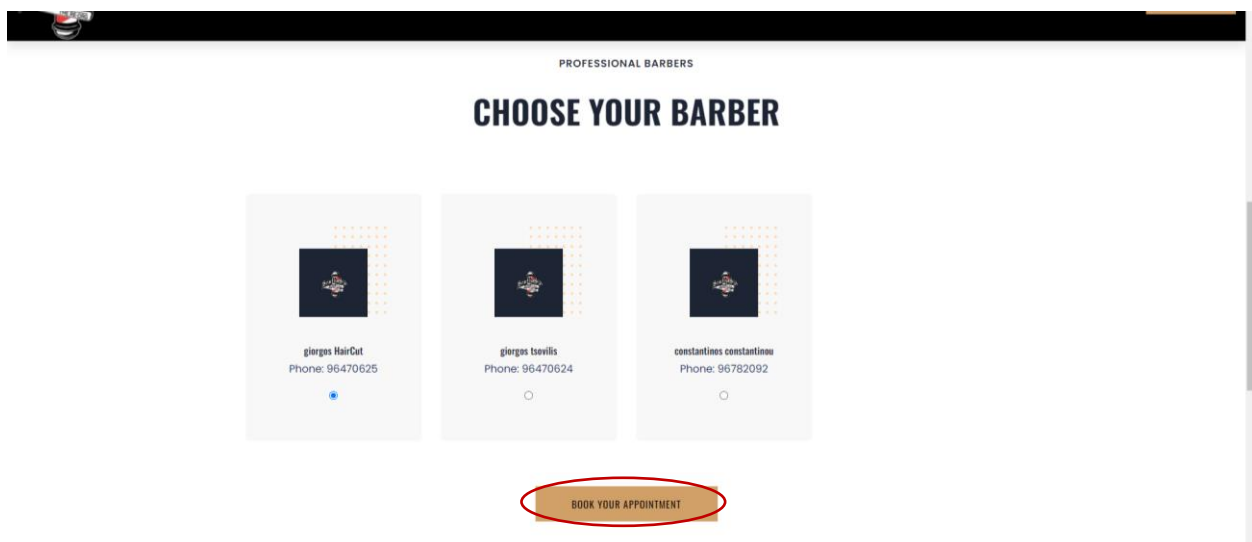 PROFESSIONAL BARBERS
CHOOSE YOUR BARBER
giorgos HairCut
Phone: 96470625
giorgos tsovilis
Phone: 96470624
constantinos constantinou
Phone: 96782092
BOOK YOUR APPOINTMENT